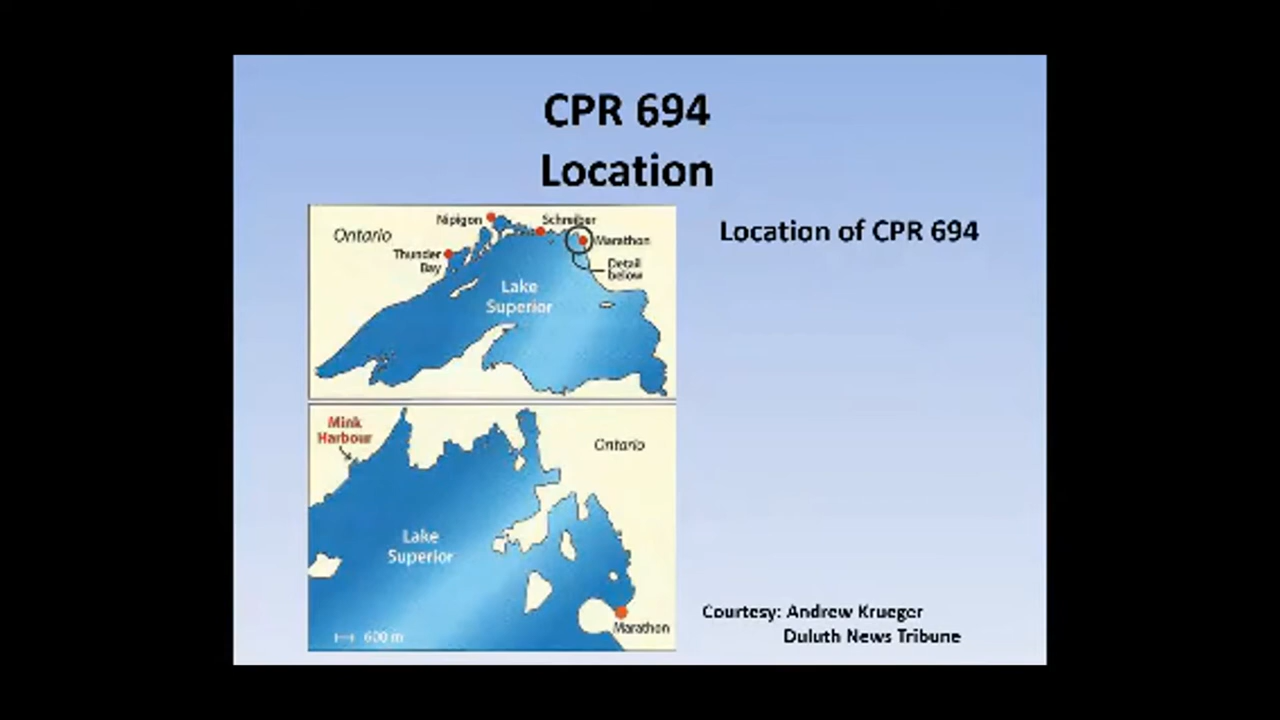 CPR 694
Location
Location of CPR 694
Ontario
Nipigon
Schreiber
Marathon
Thunder
Bay
Detail
below
Lake
Superior
Mink
Harbour
Ontario
Lake
Superior
600 m
Marathon
Courtesy: Andrew Krueger
Duluth News Tribune